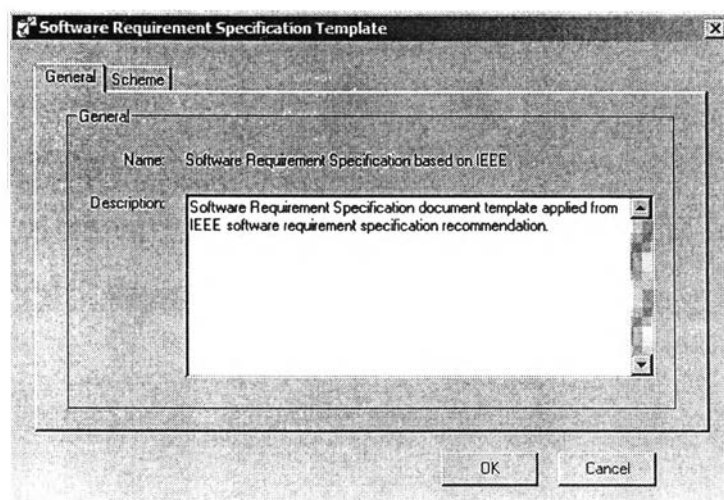 Software Requirement Specification Template
General Scheme
General
Name: Software Requirement Specification based on IEEE
Description: Software Requirement Specification document template applied from
IEEE software requirement specification recommendation.
OK Cancel